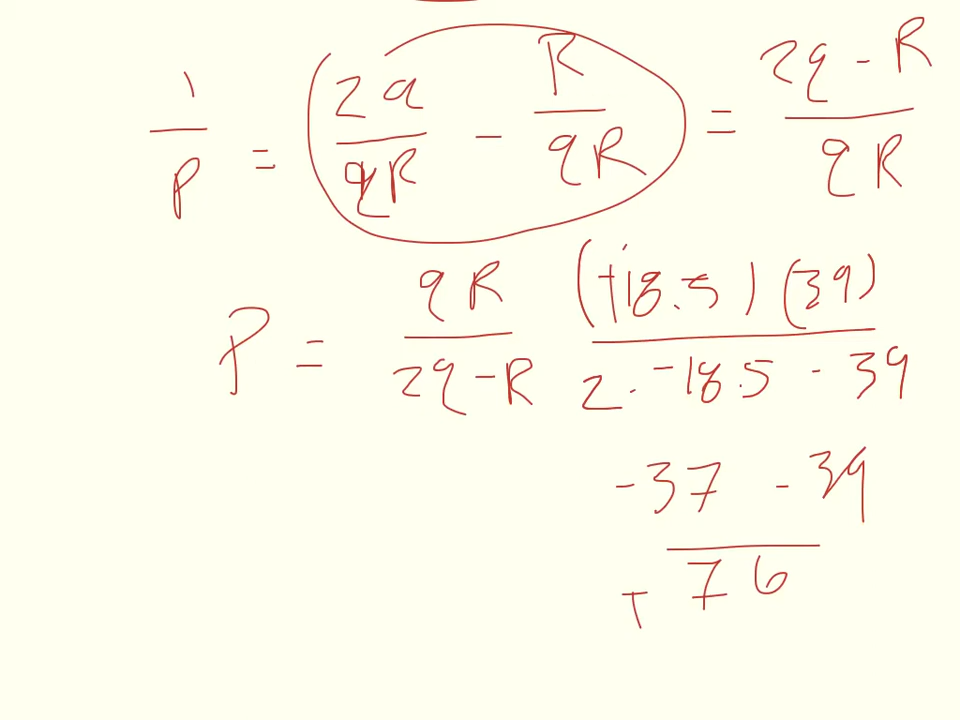 1/P = 2q/qR - R/qR = 2q - R/qR
P = qR/2q - R (+18.5)(39)/2 · -18.5 - 39
-37 - 39
+ 76